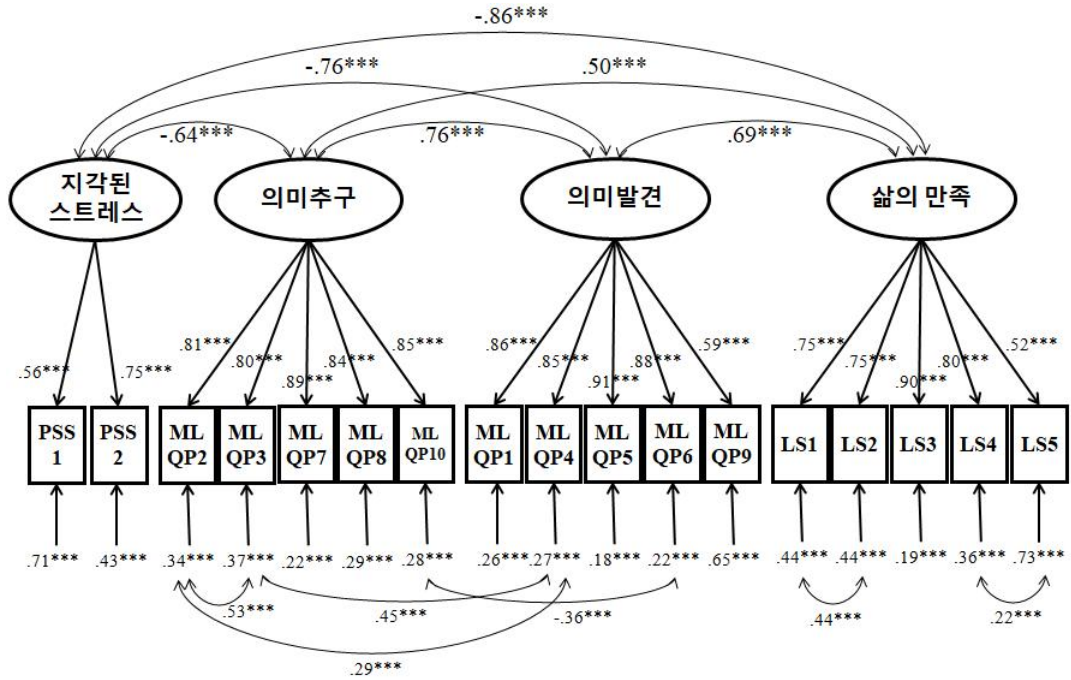 -.86***
-.76***
.50***
-.64***
.76***
.69***
지각된
스트레스
의미추구
의미발견
삶의 만족
.56***
.75***
.81***
.80***
.89***
.84***
.85***
.86***
.85***
.91***
.88***
.59***
.75***
.75***
.90***
.80***
.52***
PSS
1
PSS
2
ML
QP2
ML
QP3
ML
QP7
ML
QP8
ML
QP10
ML
QP1
ML
QP4
ML
QP5
ML
QP6
ML
QP9
LS1
LS2
LS3
LS4
LS5
.71***
.43***
.34***
.37***
.22***
.29***
.28***
.26***
.27***
.18***
.22***
.65***
.44***
.44***
.19***
.36***
.73***
.53***
.45***
-.36***
.44***
.22***
.29***